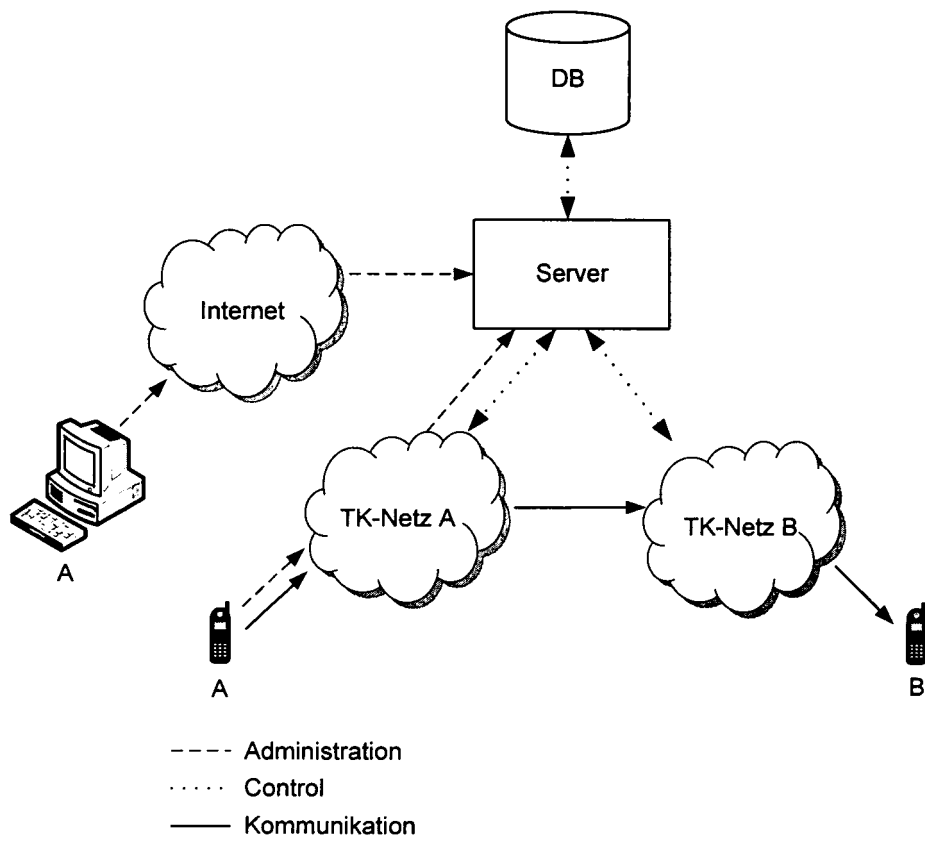 DB
Server
Internet
TK-Netz A
TK-Netz B
A
A
B
Administration
Control
Kommunikation